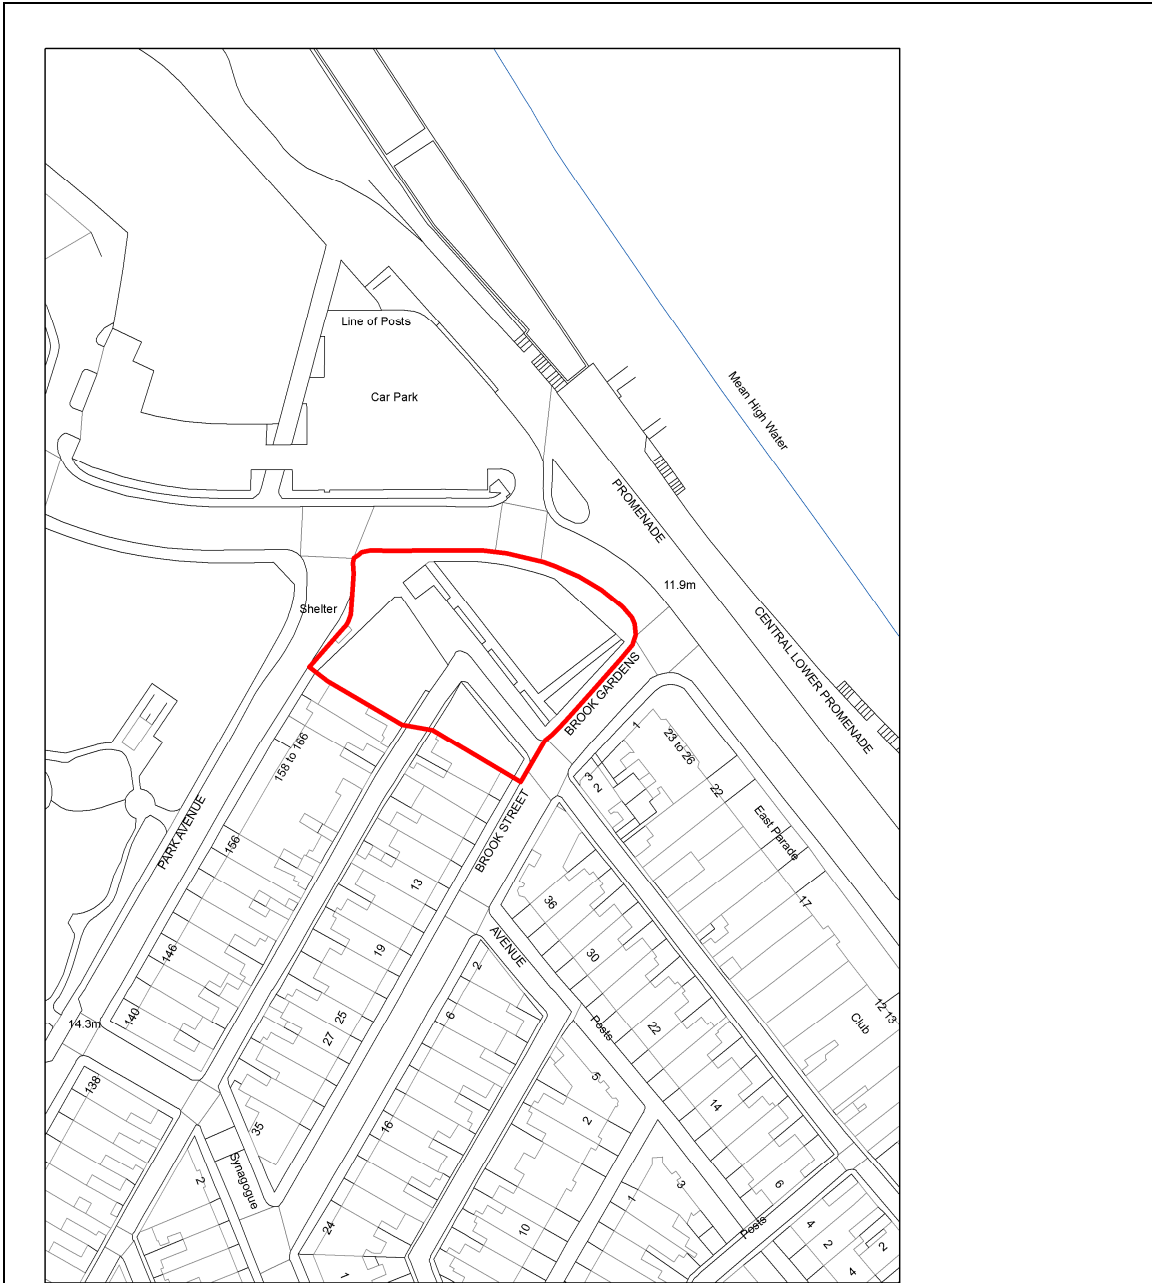 Line of Posts
Car Park
Mean High Water
PROMENADE
11.9m
Shelter
CENTRAL LOWER PROMENADE
BROOK GARDENS
1
23 to 26
158 to 166
3
2
22
East Parade
PARK AVENUE
156
BROOK STREET
13
36
17
19
AVENUE
30
146
2
140
14.3m
25
27
6
Posts
22
12
13
Club
138
5
14
2
16
35
Synagogue
2
6
3
1
24
10
Posts
4
2
2
4
1